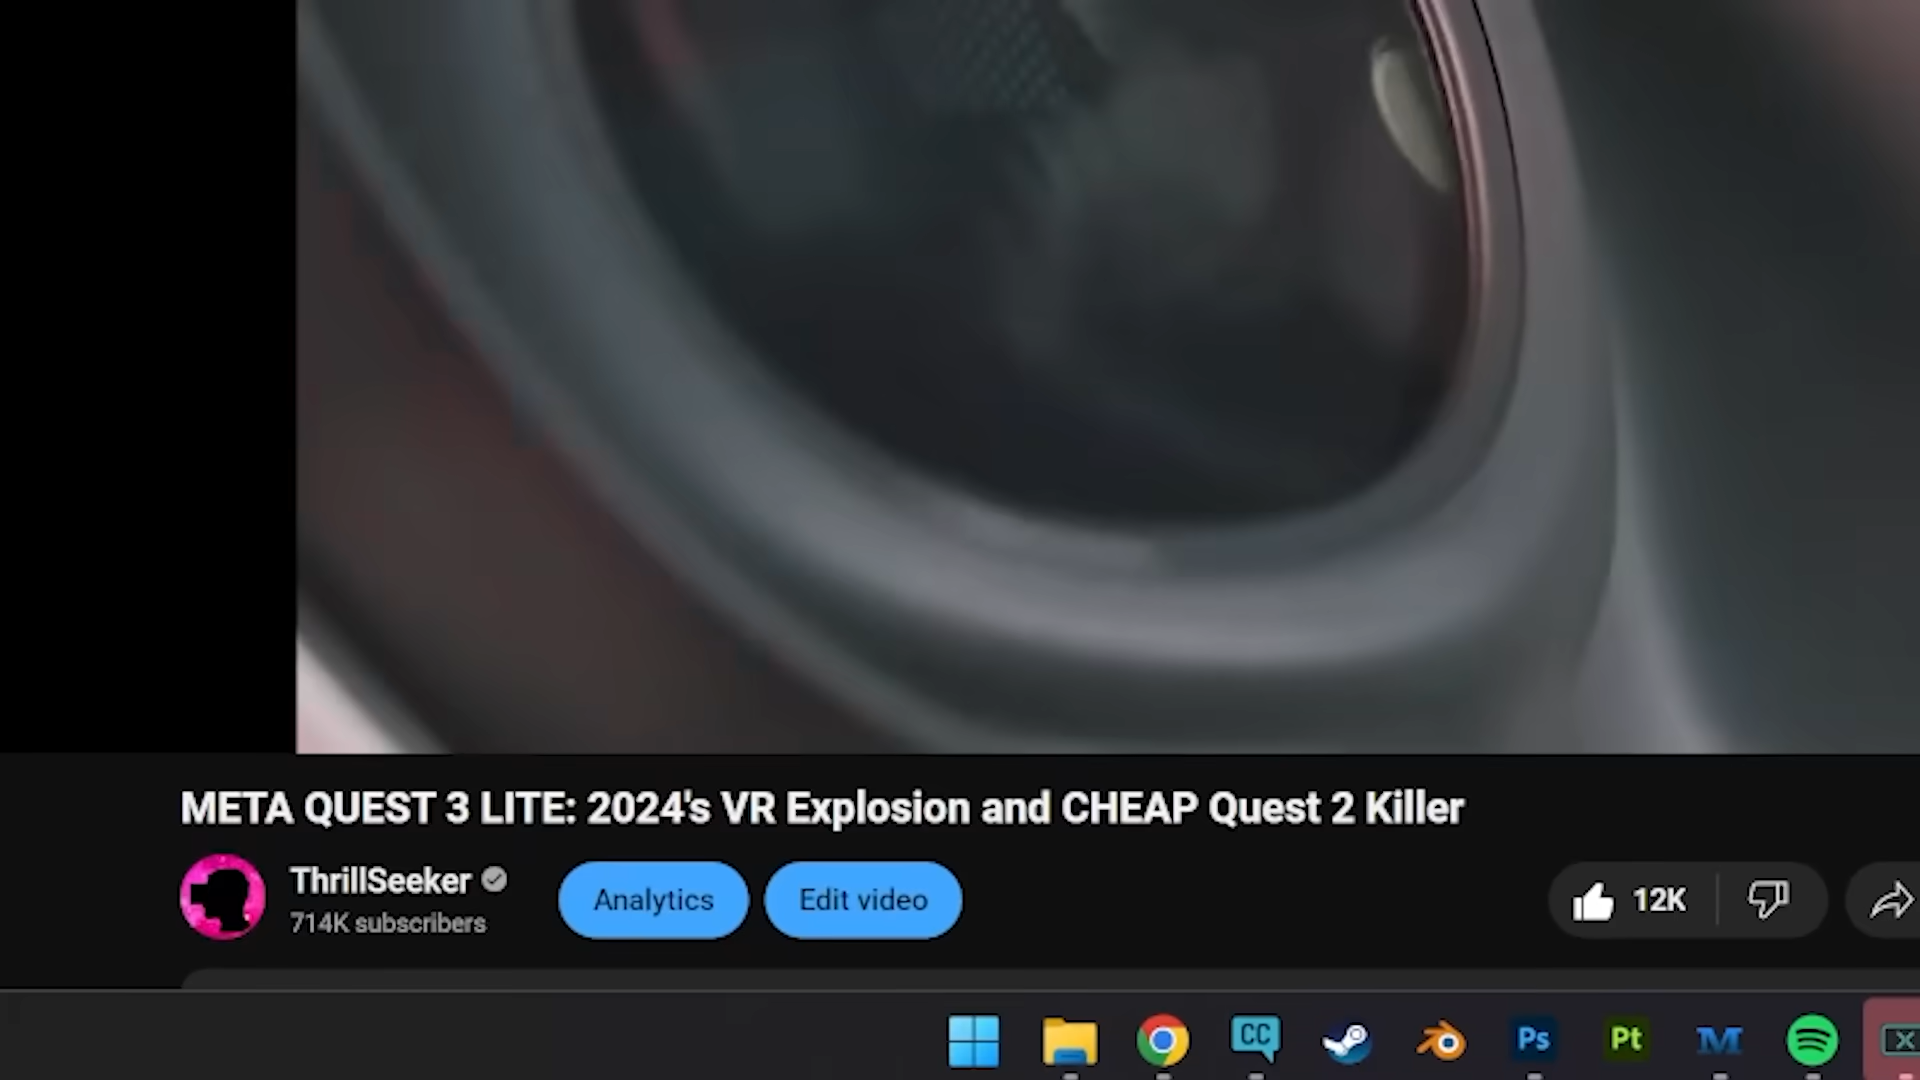 META QUEST 3 LITE: 2024's VR Explosion and CHEAP Quest 2 Killer
ThrillSeeker
714K subscribers
Analytics
Edit video
12K
CC
Ps
Pt
M
X